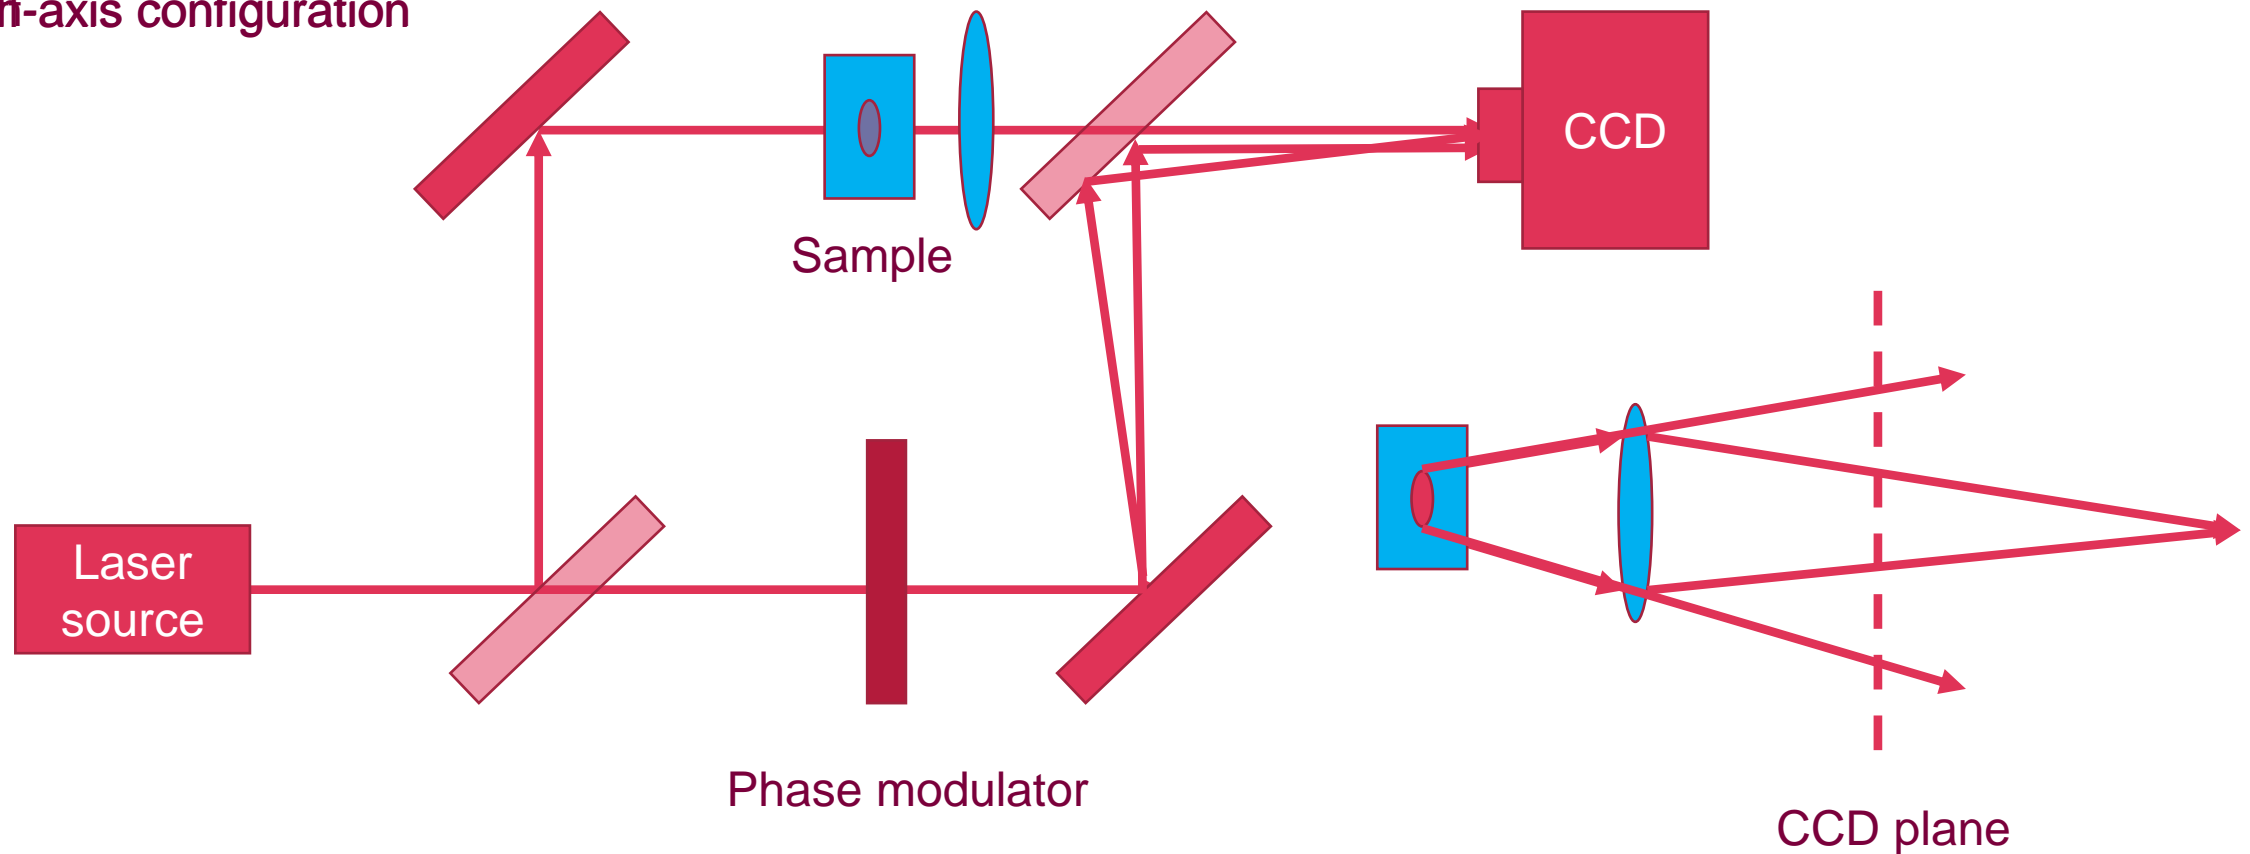 -axis configuration
CCD
Sample
Laser
source
Phase modulator
CCD plane